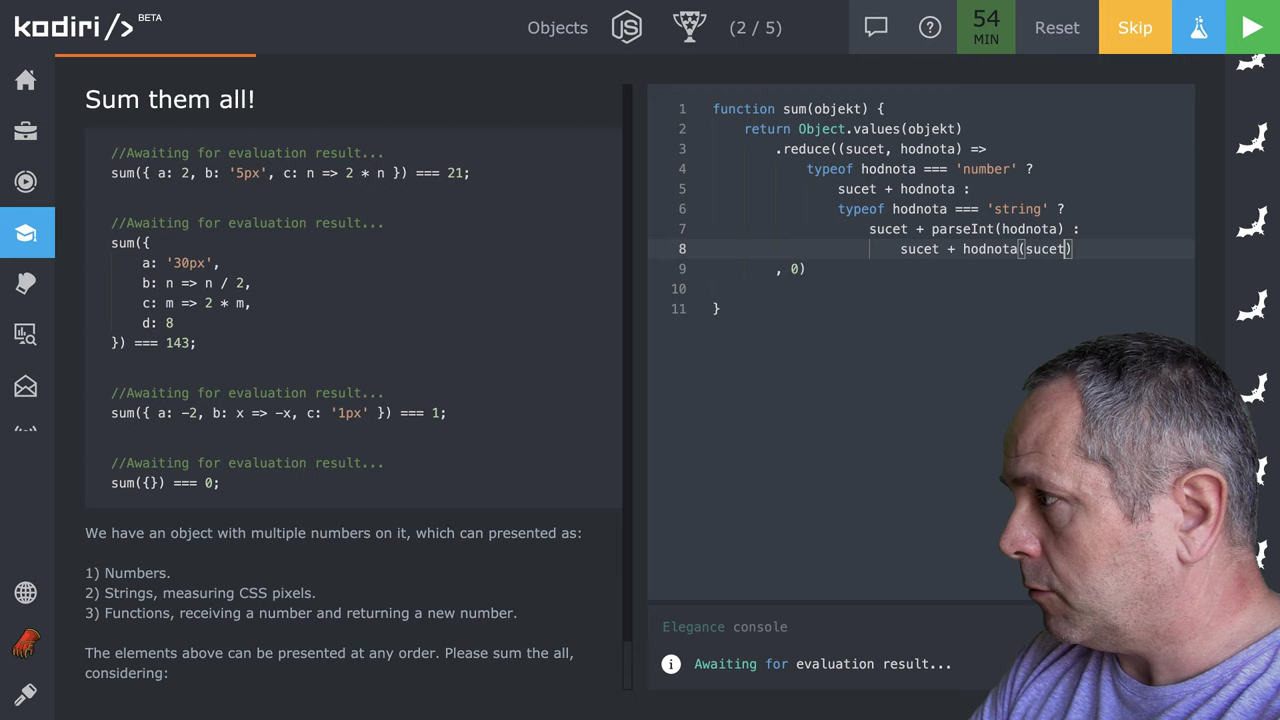 kodiri/> BETA
Objects
JS
(2 / 5)
54
MIN
Reset
Skip
Sum them all!
//Awaiting for evaluation result...
sum({ a: 2, b: '5px', c: n => 2 * n }) === 21;
//Awaiting for evaluation result...
sum({
a: '30px',
b: n => n / 2,
c: m => 2 * m,
d: 8
}) === 143;
//Awaiting for evaluation result...
sum({ a: −2, b: x => −x, c: '1px' }) === 1;
//Awaiting for evaluation result...
sum({}) === 0;
We have an object with multiple numbers on it, which can presented as:
1) Numbers.
2) Strings, measuring CSS pixels.
3) Functions, receiving a number and returning a new number.
The elements above can be presented at any order. Please sum the all,
considering:
1 function sum(objekt) {
2 return Object.values(objekt)
3 .reduce((sucet, hodnota) =>
4 typeof hodnota === 'number' ?
5 sucet + hodnota :
6 typeof hodnota === 'string' ?
7 sucet + parseInt(hodnota) :
8 sucet + hodnota(sucet)
9 , 0)
10
11 }
Elegance console
Awaiting for evaluation result...